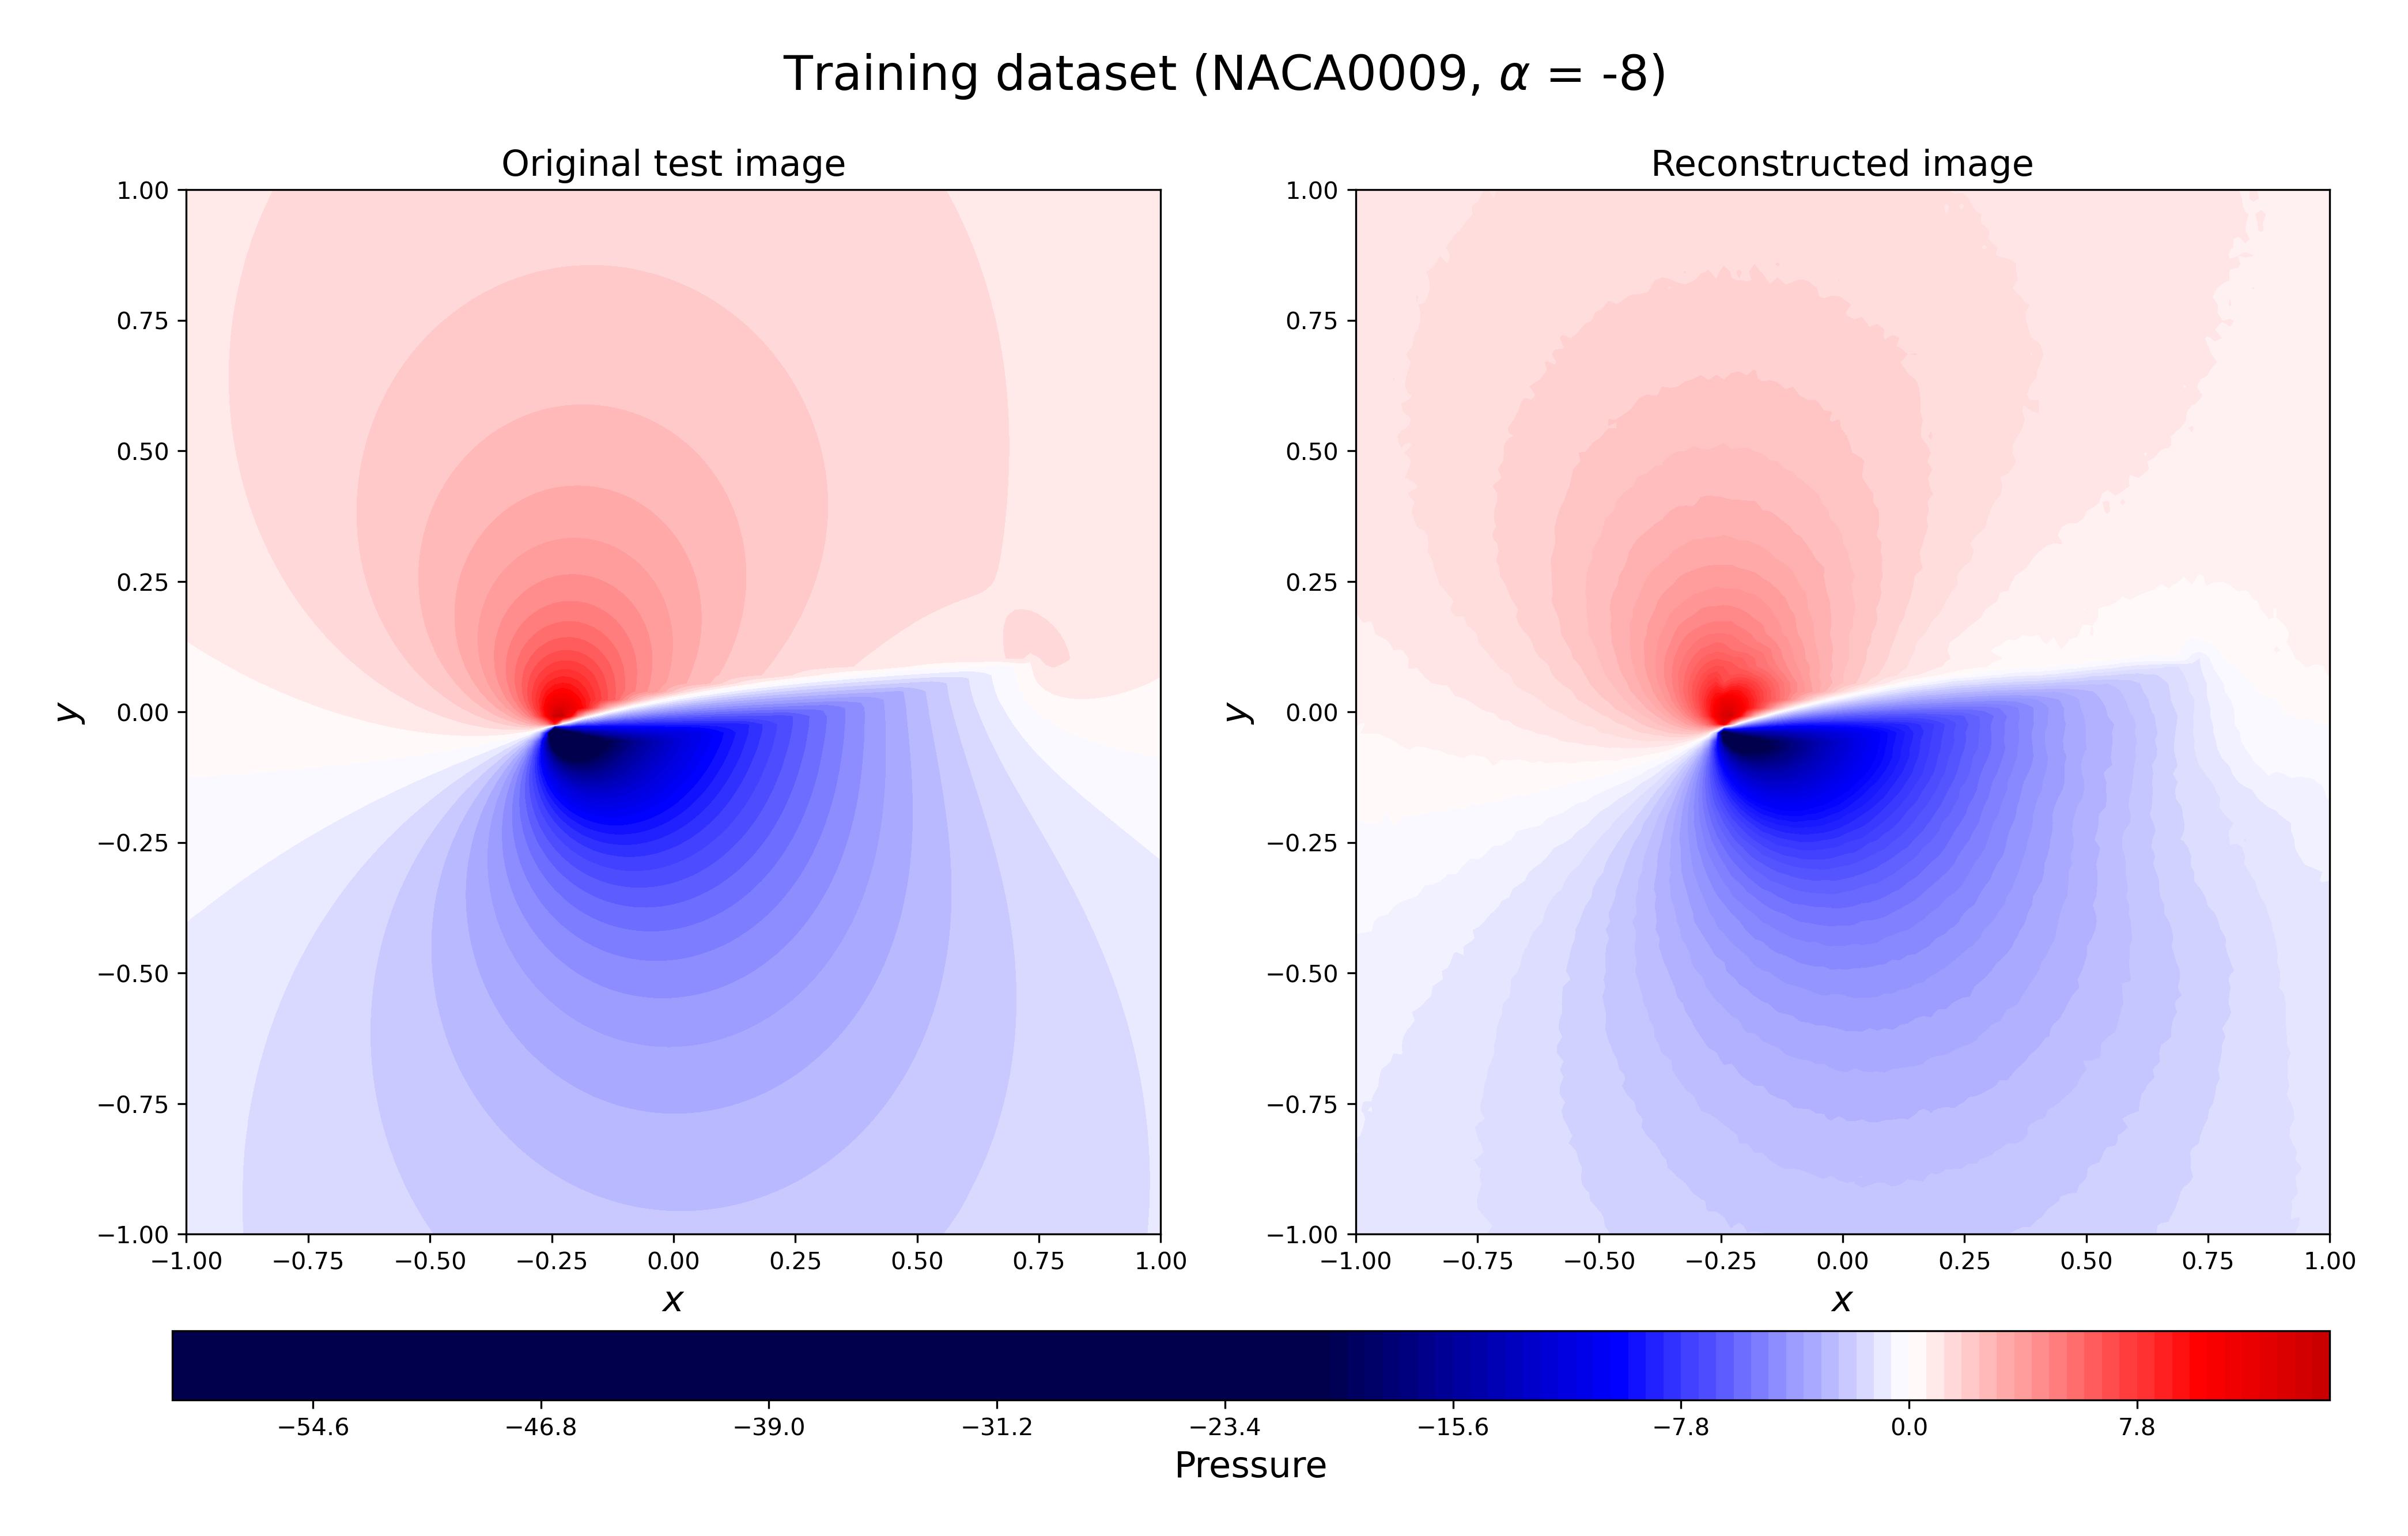 Training dataset (NACA0009, α = -8)
Original test image
Reconstructed image
1.00
0.75
0.50
0.25
0.00
−0.25
−0.50
−0.75
−1.00
y
−1.00 −0.75 −0.50 −0.25 0.00 0.25 0.50 0.75 1.00
x
1.00
0.75
0.50
0.25
0.00
−0.25
−0.50
−0.75
−1.00
y
−1.00 −0.75 −0.50 −0.25 0.00 0.25 0.50 0.75 1.00
x
−54.6 −46.8 −39.0 −31.2 −23.4 −15.6 −7.8 0.0 7.8
Pressure